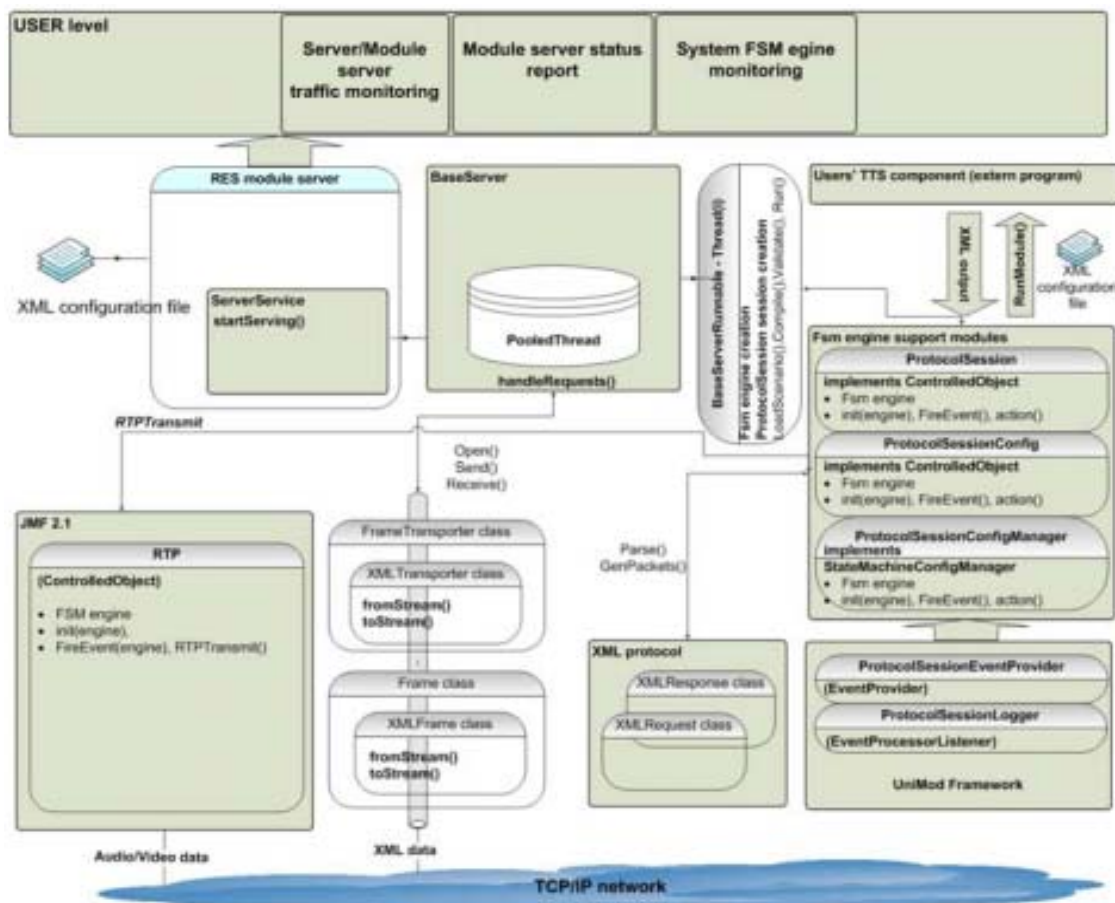 USER level
Server/Module
server
traffic monitoring
Module server status
report
System FSM egine
monitoring
RES module server
XML configuration file
ServerService
startServing()
BaseServer
PooledThread
handleRequests()
BaseServerRunnable - Thread(i)
Fsm engine creation
ProtocolSession session creation
LoadScenario().Compile().Validate(), Run()
Users' TTS component (extern program)
XML output
RunModule()
XML
configuration
file
Fsm engine support modules
ProtocolSession
implements ControlledObject
• Fsm engine
• init(engine), FireEvent(), action()
ProtocolSessionConfig
implements ControlledObject
• Fsm engine
• init(engine), FireEvent(), action()
ProtocolSessionConfigManager
implements
StateMachineConfigManager
• Fsm engine
• init(engine), FireEvent(), action()
RTPTransmit
Open()
Send()
Receive()
JMF 2.1
RTP
(ControlledObject)
• FSM engine
• init(engine),
• FireEvent(engine), RTPTransmit()
FrameTransporter class
XMLTransporter class
fromStream()
toStream()
Frame class
XMLFrame class
fromStream()
toStream()
Parse()
GenPackets()
XML protocol
XMLResponse class
XMLRequest class
ProtocolSessionEventProvider
(EventProvider)
ProtocolSessionLogger
(EventProcessorListener)
UniMod Framework
Audio/Video data
XML data
TCP/IP network